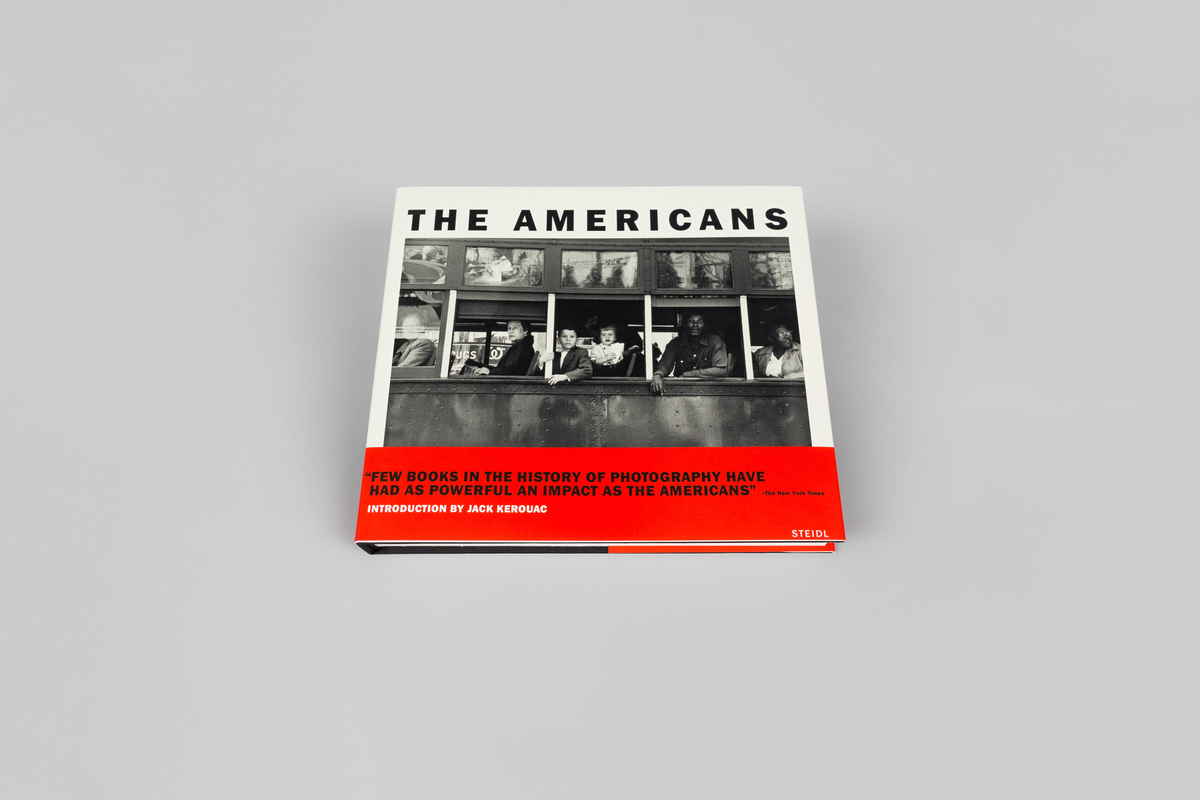 THE AMERICANS
UGS
“FEW BOOKS IN THE HISTORY OF PHOTOGRAPHY HAVE
HAD AS POWERFUL AN IMPACT AS THE AMERICANS” –The New York Times
INTRODUCTION BY JACK KEROUAC
STEIDL